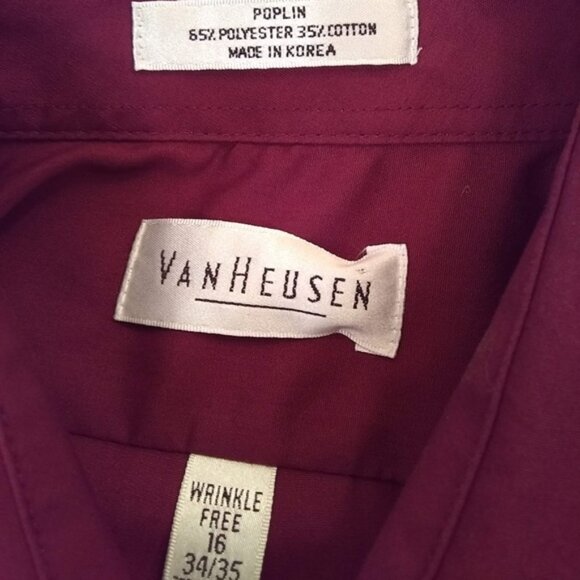 POPLIN
65% POLYESTER 35% COTTON
MADE IN KOREA
VANHEUSEN
WRINKLE
FREE
16
34/35